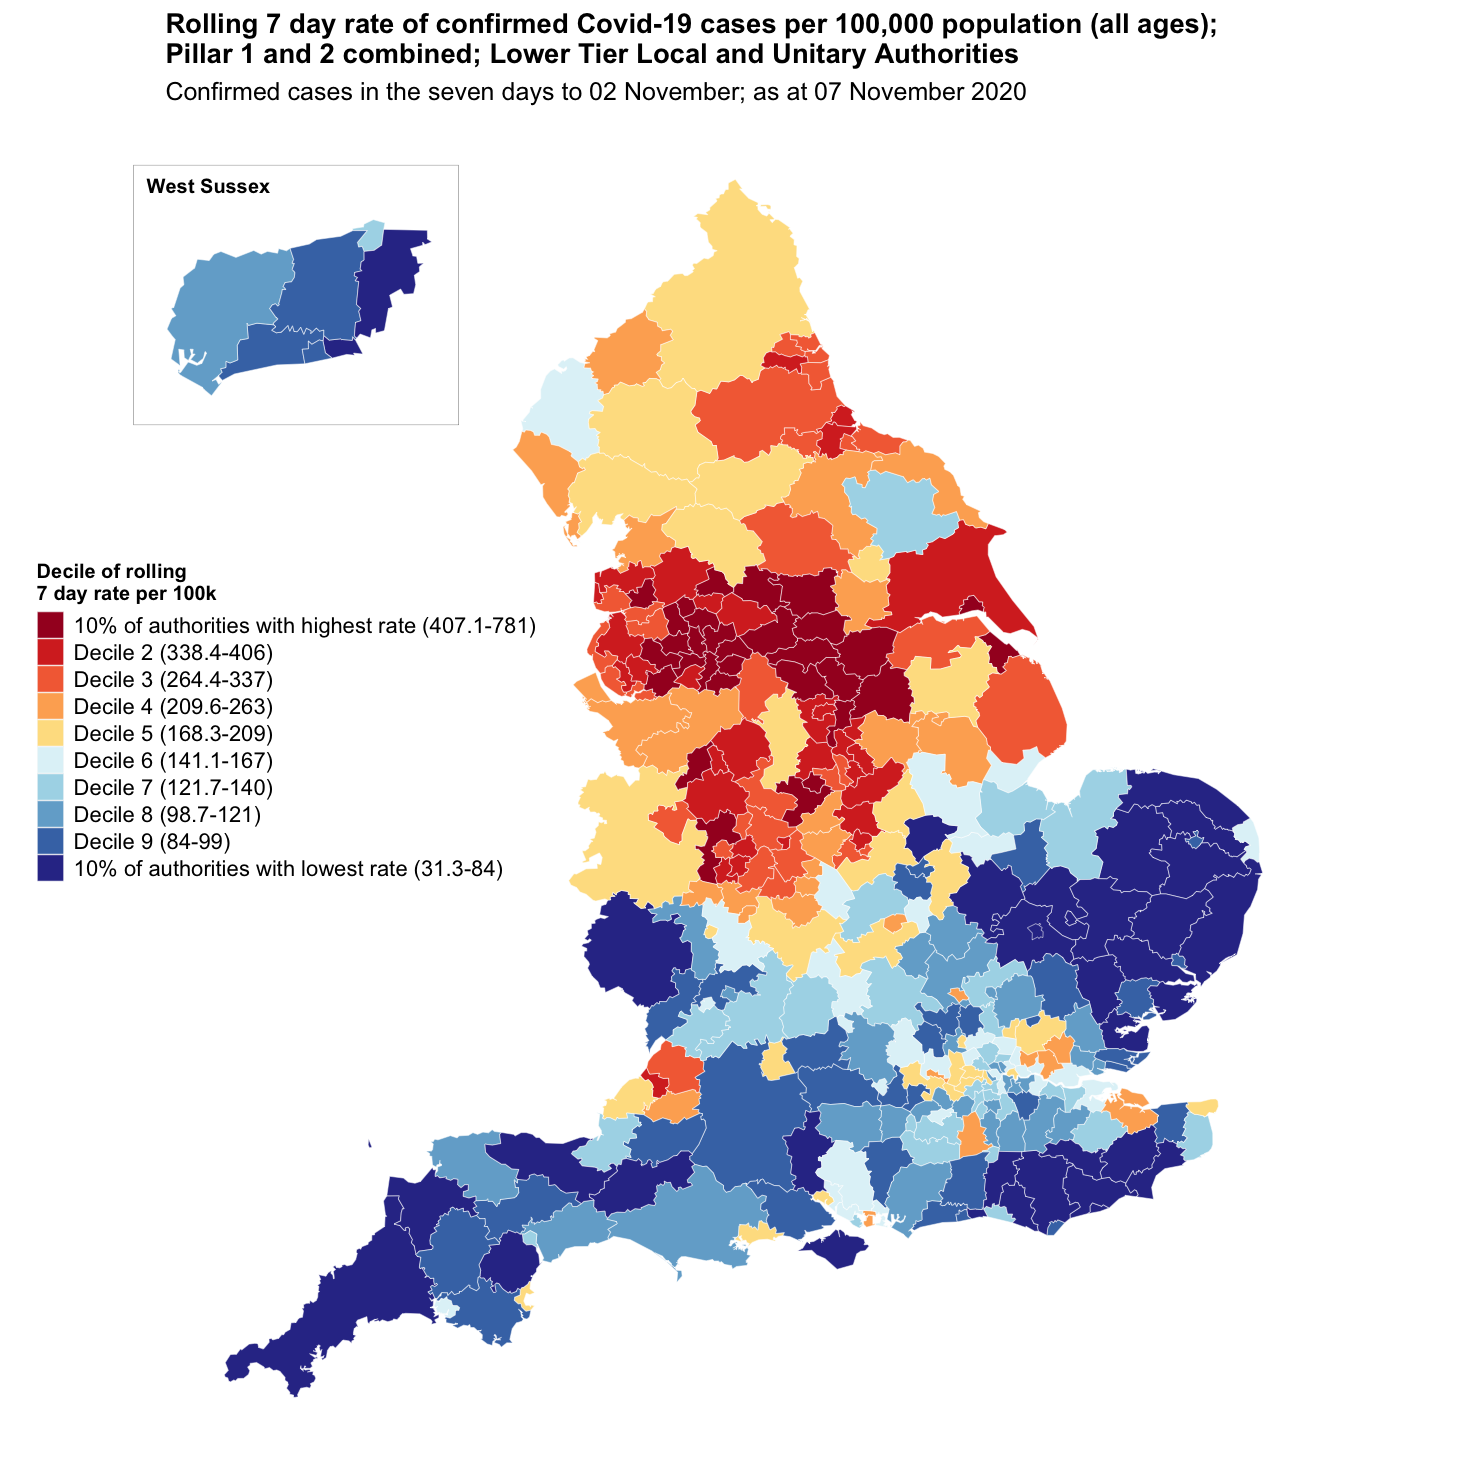 Rolling 7 day rate of confirmed Covid-19 cases per 100,000 population (all ages);
Pillar 1 and 2 combined; Lower Tier Local and Unitary Authorities
Confirmed cases in the seven days to 02 November; as at 07 November 2020
West Sussex
Decile of rolling
7 day rate per 100k
10% of authorities with highest rate (407.1-781)
Decile 2 (338.4-406)
Decile 3 (264.4-337)
Decile 4 (209.6-263)
Decile 5 (168.3-209)
Decile 6 (141.1-167)
Decile 7 (121.7-140)
Decile 8 (98.7-121)
Decile 9 (84-99)
10% of authorities with lowest rate (31.3-84)